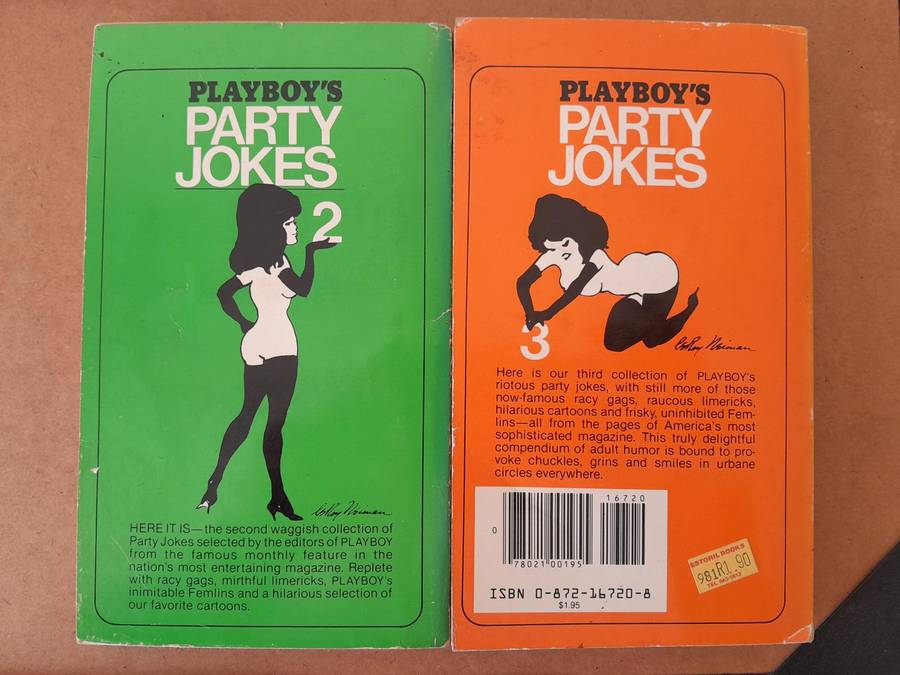 PLAYBOY'S
PARTY
JOKES
2
LeRoy Neiman
HERE IT IS—the second waggish collection of
Party Jokes selected by the editors of PLAYBOY
from the famous monthly feature in the
nation's most entertaining magazine. Replete
with racy gags, mirthful limericks, PLAYBOY's
inimitable Femlins and a hilarious selection of
our favorite cartoons.
PLAYBOY'S
PARTY
JOKES
3
LeRoy Neiman
Here is our third collection of PLAYBOY's
riotous party jokes, with still more of those
now-famous racy gags, raucous limericks,
hilarious cartoons and frisky, uninhibited Fem-
lins—all from the pages of America's most
sophisticated magazine. This truly delightful
compendium of adult humor is bound to pro-
voke chuckles, grins and smiles in urbane
circles everywhere.
16720
0
78021 00195
ISBN 0-872-16720-8
$1.95
ESTORIL BOOKS
981R1.90